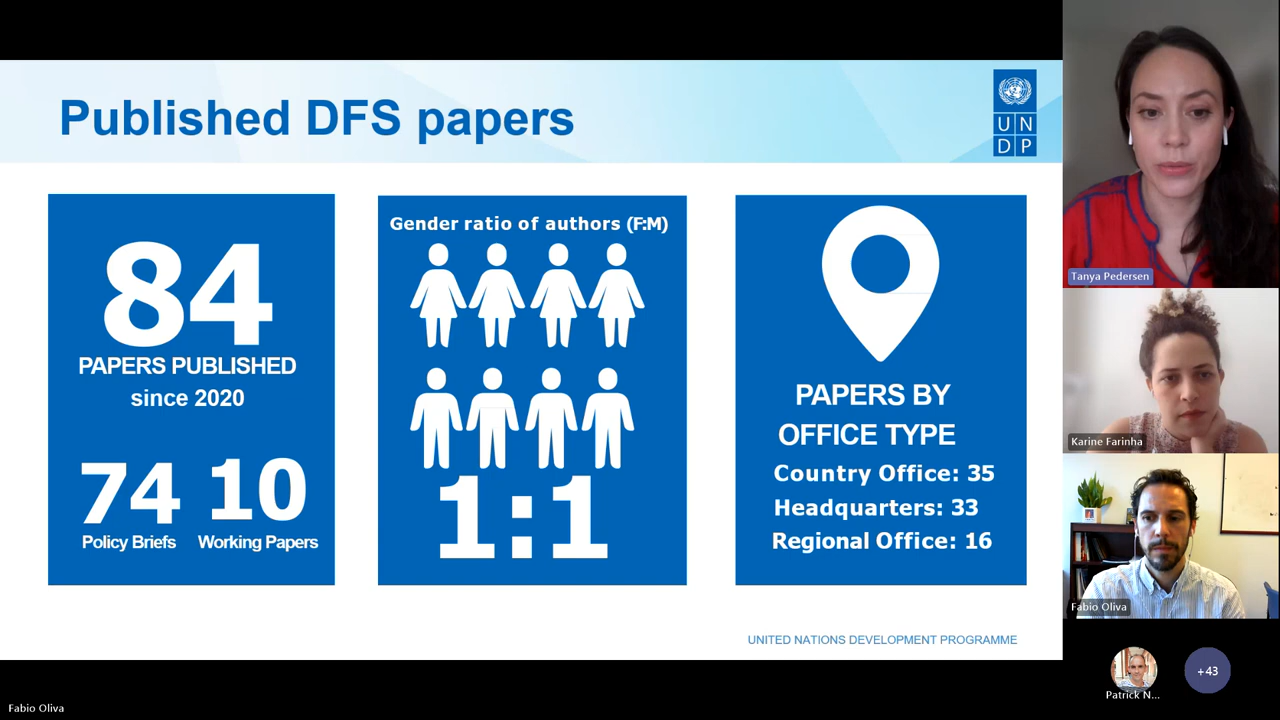 Published DFS papers
UN
DP
84
PAPERS PUBLISHED
since 2020
74 10
Policy Briefs Working Papers
Gender ratio of authors (F:M)
1:1
PAPERS BY
OFFICE TYPE
Country Office: 35
Headquarters: 33
Regional Office: 16
UNITED NATIONS DEVELOPMENT PROGRAMME
Tanya Pedersen
Karine Farinha
Fabio Oliva
Patrick N...
+43
Fabio Oliva